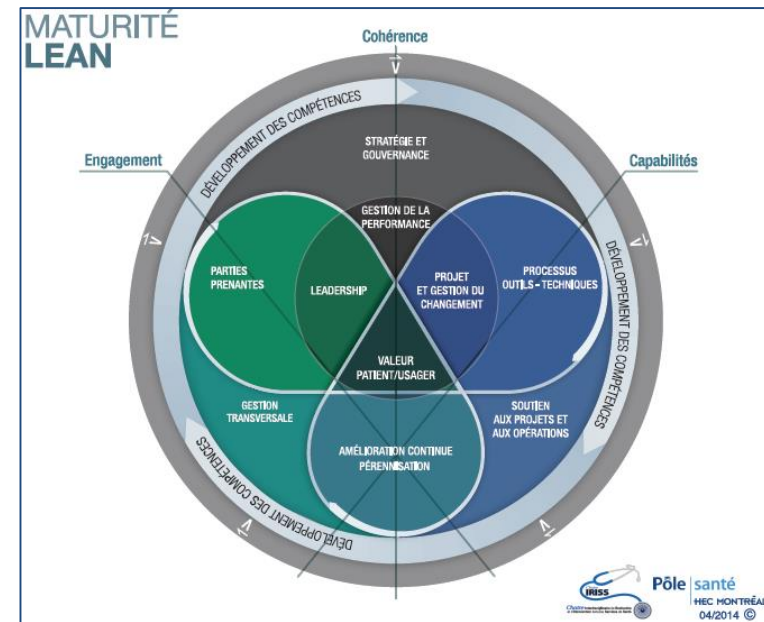 MATURITÉ
LEAN
Cohérence
Engagement
Capabilités
DÉVELOPPEMENT DES COMPÉTENCES
STRATÉGIE ET
GOUVERNANCE
GESTION DE LA
PERFORMANCE
PARTIES
PRENANTES
LEADERSHIP
PROJET
ET GESTION DU
CHANGEMENT
PROCESSUS
OUTILS - TECHNIQUES
DÉVELOPPEMENT DES COMPÉTENCES
VALEUR
PATIENT/USAGER
GESTION
TRANSVERSALE
SOUTIEN
AUX PROJETS ET
AUX OPÉRATIONS
AMÉLIORATION CONTINUE
PÉRENNISATION
DÉVELOPPEMENT DES COMPÉTENCES
IRISS
Pôle santé
HEC MONTRÉAL
04/2014 ©